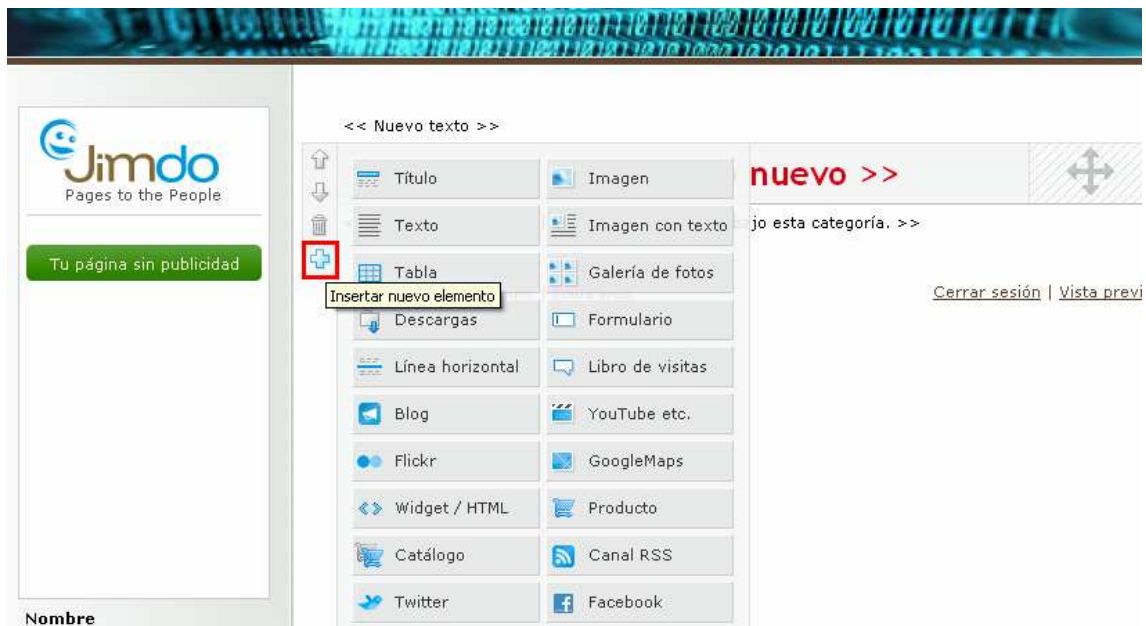 Jimdo
Pages to the People
Tu página sin publicidad
Nombre
<< Nuevo texto >>
Título
Imagen
Texto
Imagen con texto
Tabla
Galería de fotos
Insertar nuevo elemento
Descargas
Formulario
Línea horizontal
Libro de visitas
Blog
YouTube etc.
Flickr
GoogleMaps
Widget / HTML
Producto
Catálogo
Canal RSS
Twitter
Facebook
nuevo >>
jo esta categoría. >>
Cerrar sesión | Vista previ